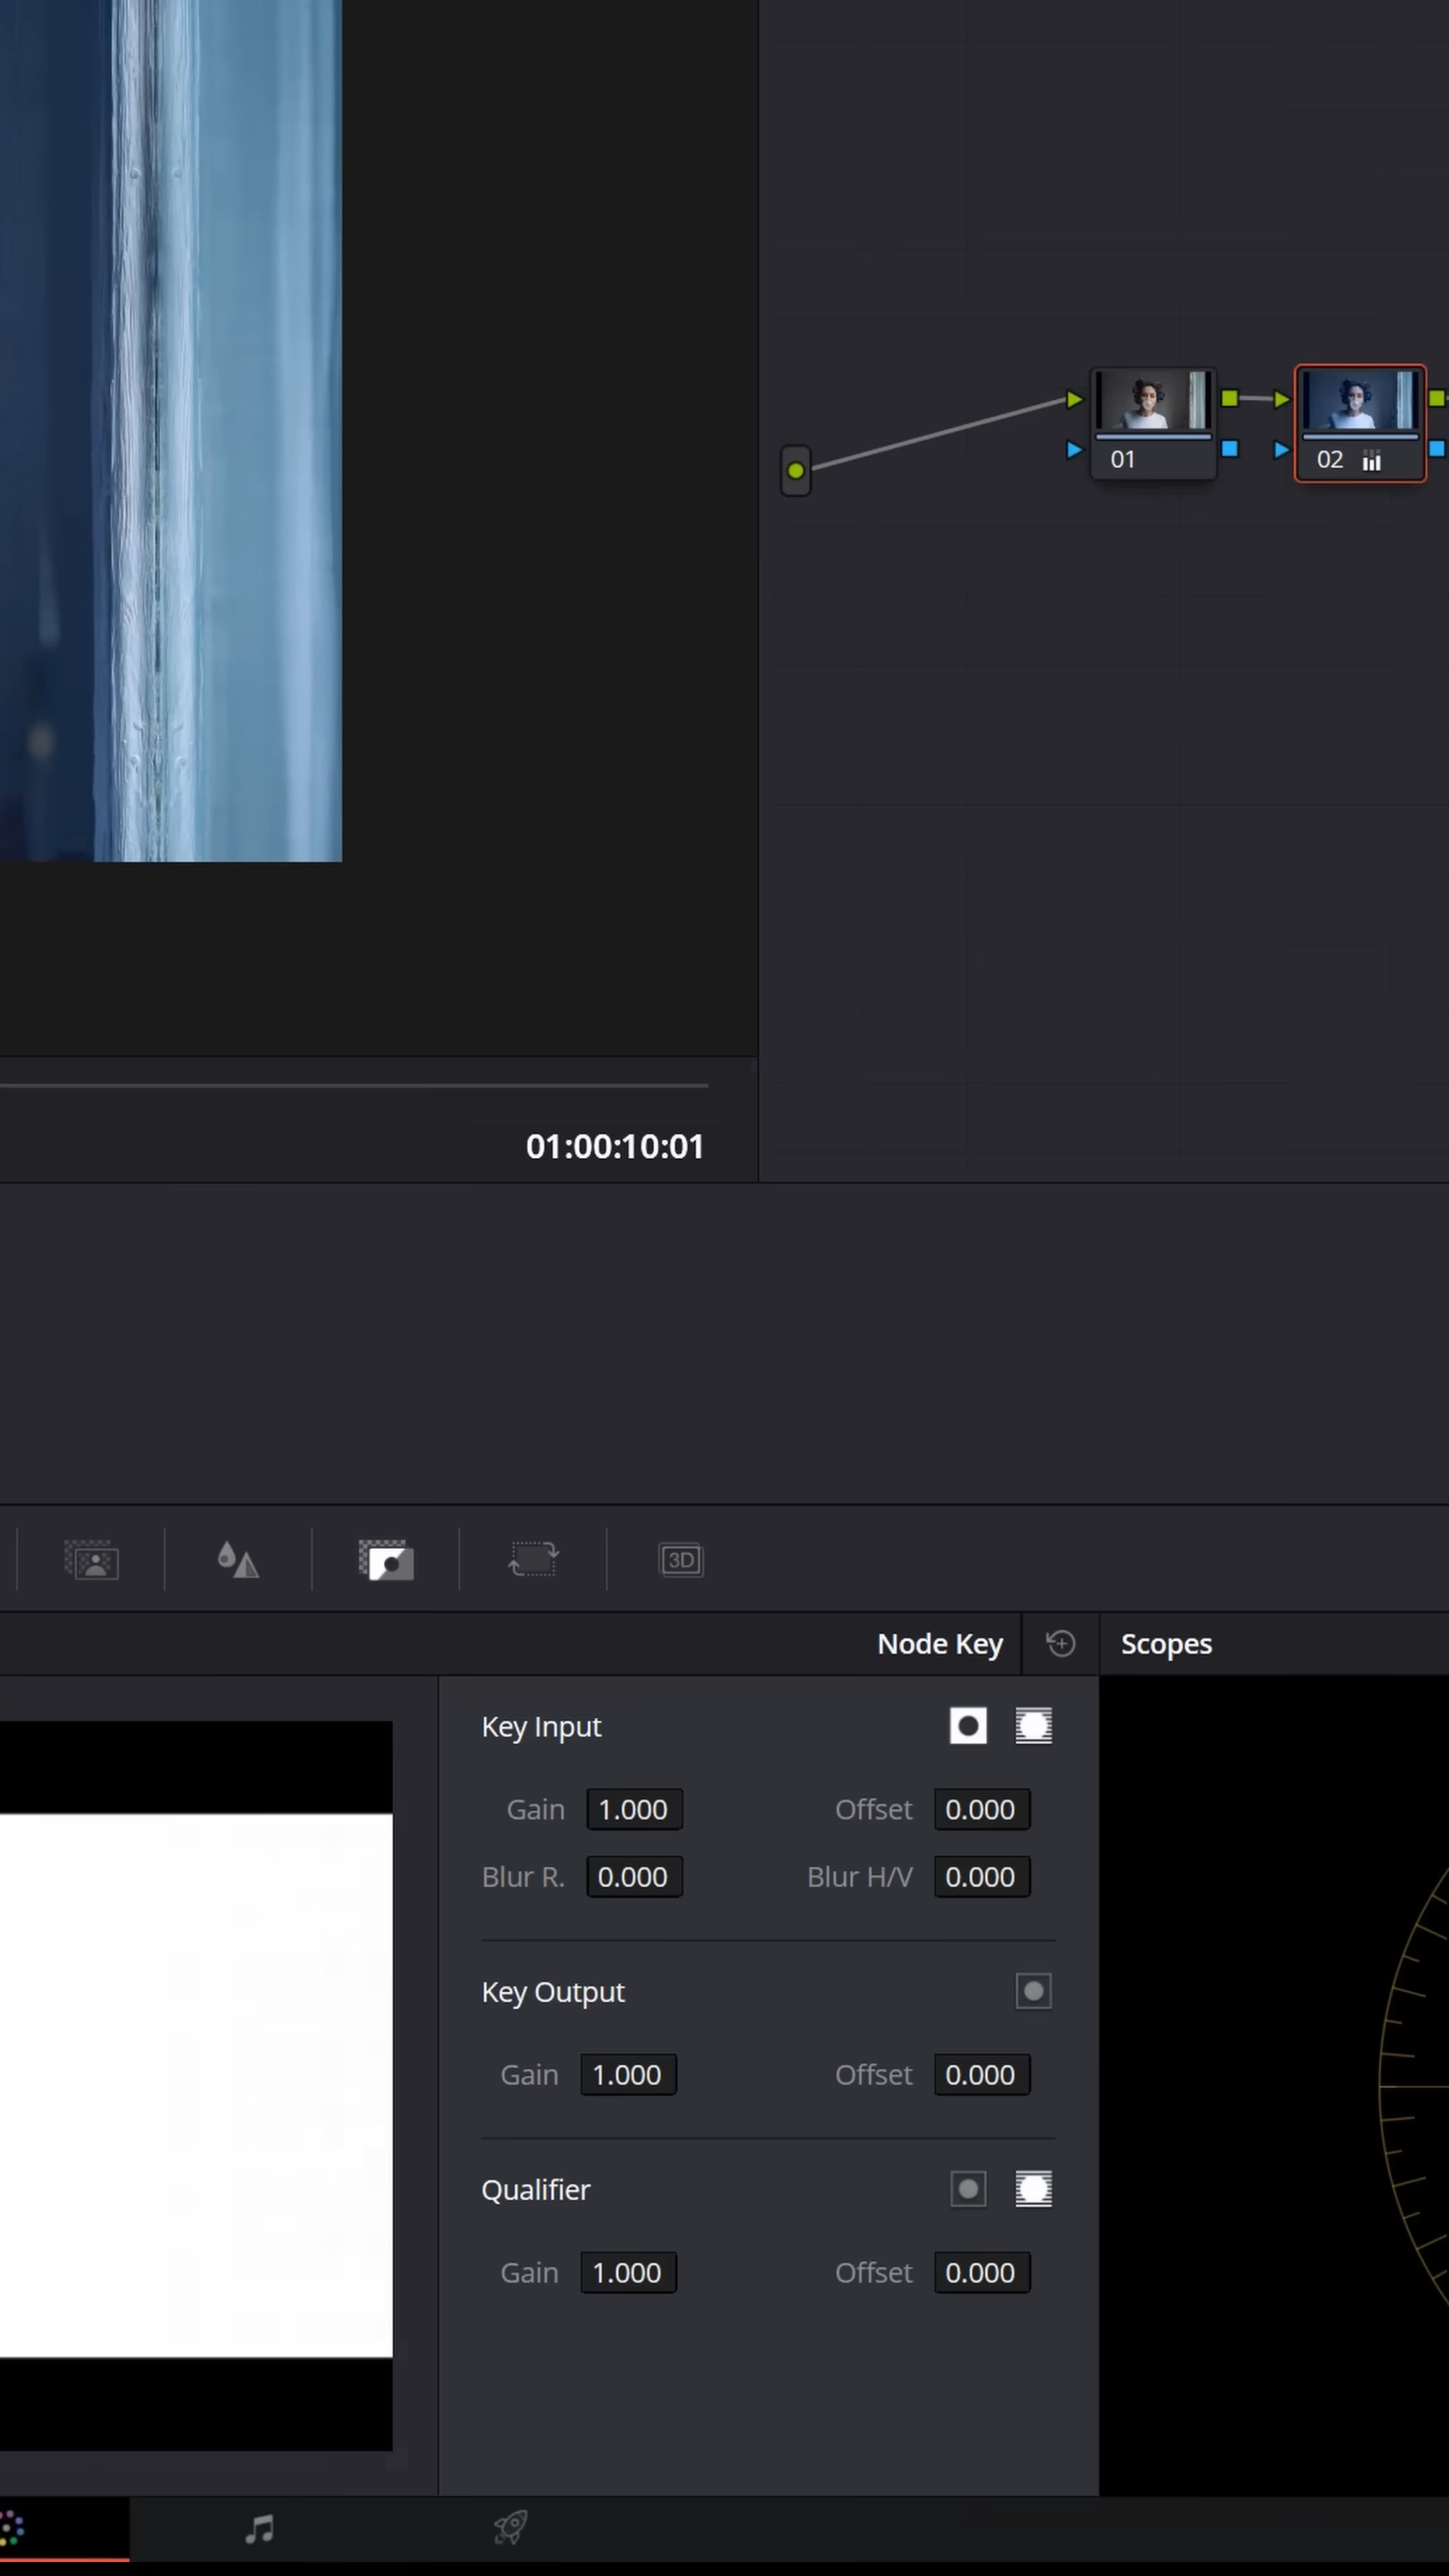 01
02
01:00:10:01
3D
Node Key
Scopes
Key Input
Gain 1.000 Offset 0.000
Blur R. 0.000 Blur H/V 0.000
Key Output
Gain 1.000 Offset 0.000
Qualifier
Gain 1.000 Offset 0.000